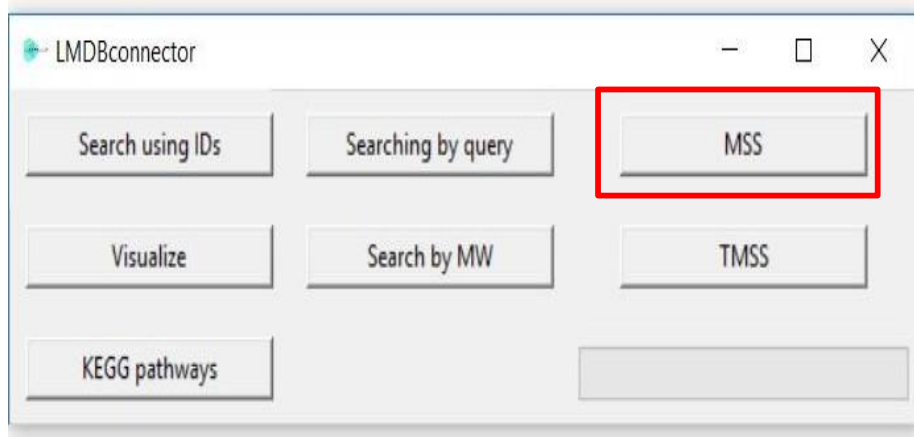 LMDBconnector
Search using IDs Searching by query MSS
Visualize Search by MW TMSS
KEGG pathways